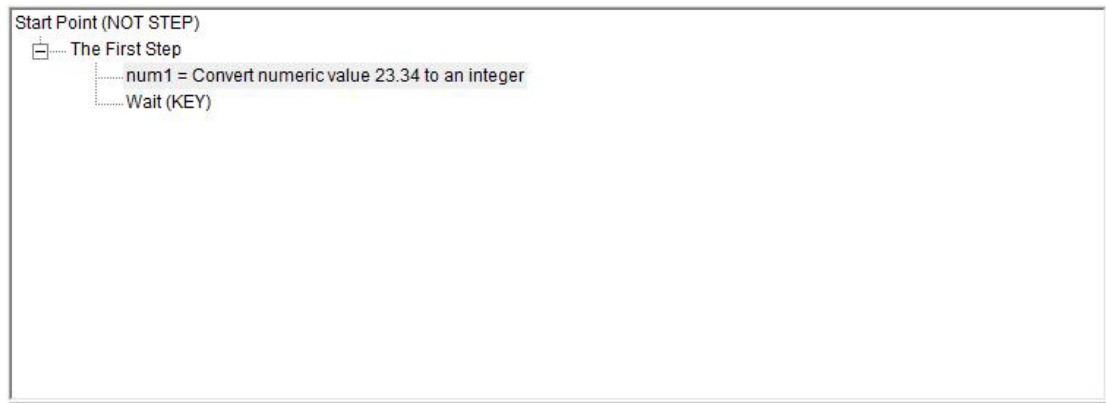 Start Point (NOT STEP)
The First Step
num1 = Convert numeric value 23.34 to an integer
Wait (KEY)